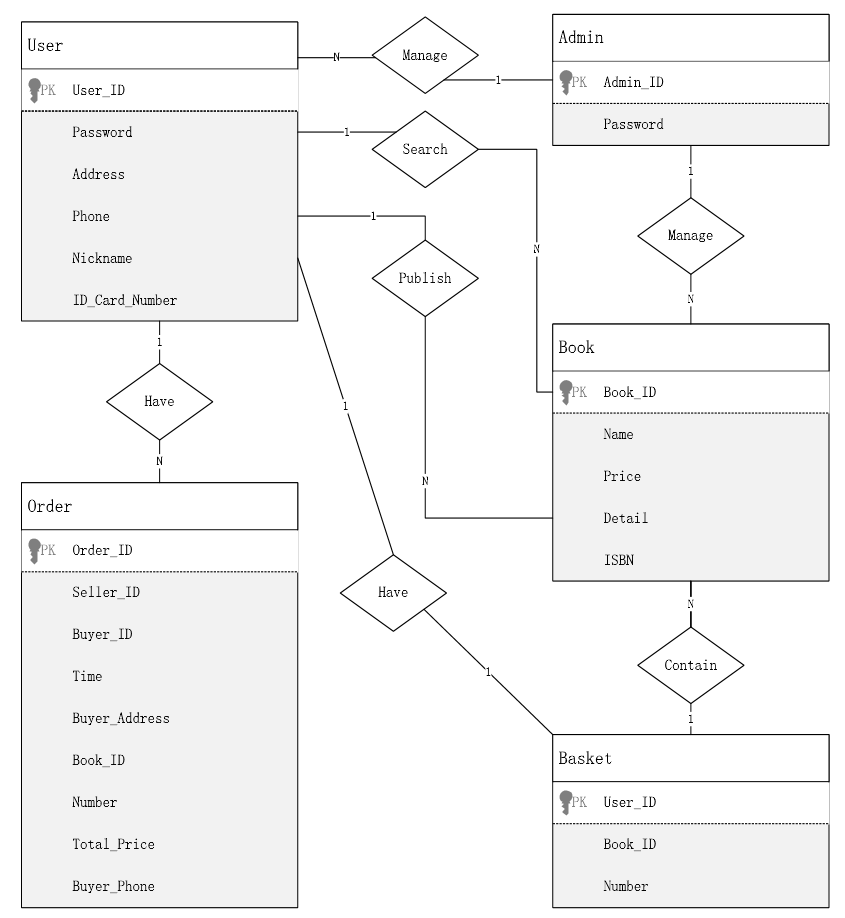 User
PK User_ID
Password
Address
Phone
Nickname
ID_Card_Number
N
Manage
1
Admin
PK Admin_ID
Password
1
Search
N
1
Publish
N
1
Manage
N
Book
PK Book_ID
Name
Price
Detail
ISBN
1
Have
N
Order
PK Order_ID
Seller_ID
Buyer_ID
Time
Buyer_Address
Book_ID
Number
Total_Price
Buyer_Phone
1
Have
1
N
Contain
1
Basket
PK User_ID
Book_ID
Number